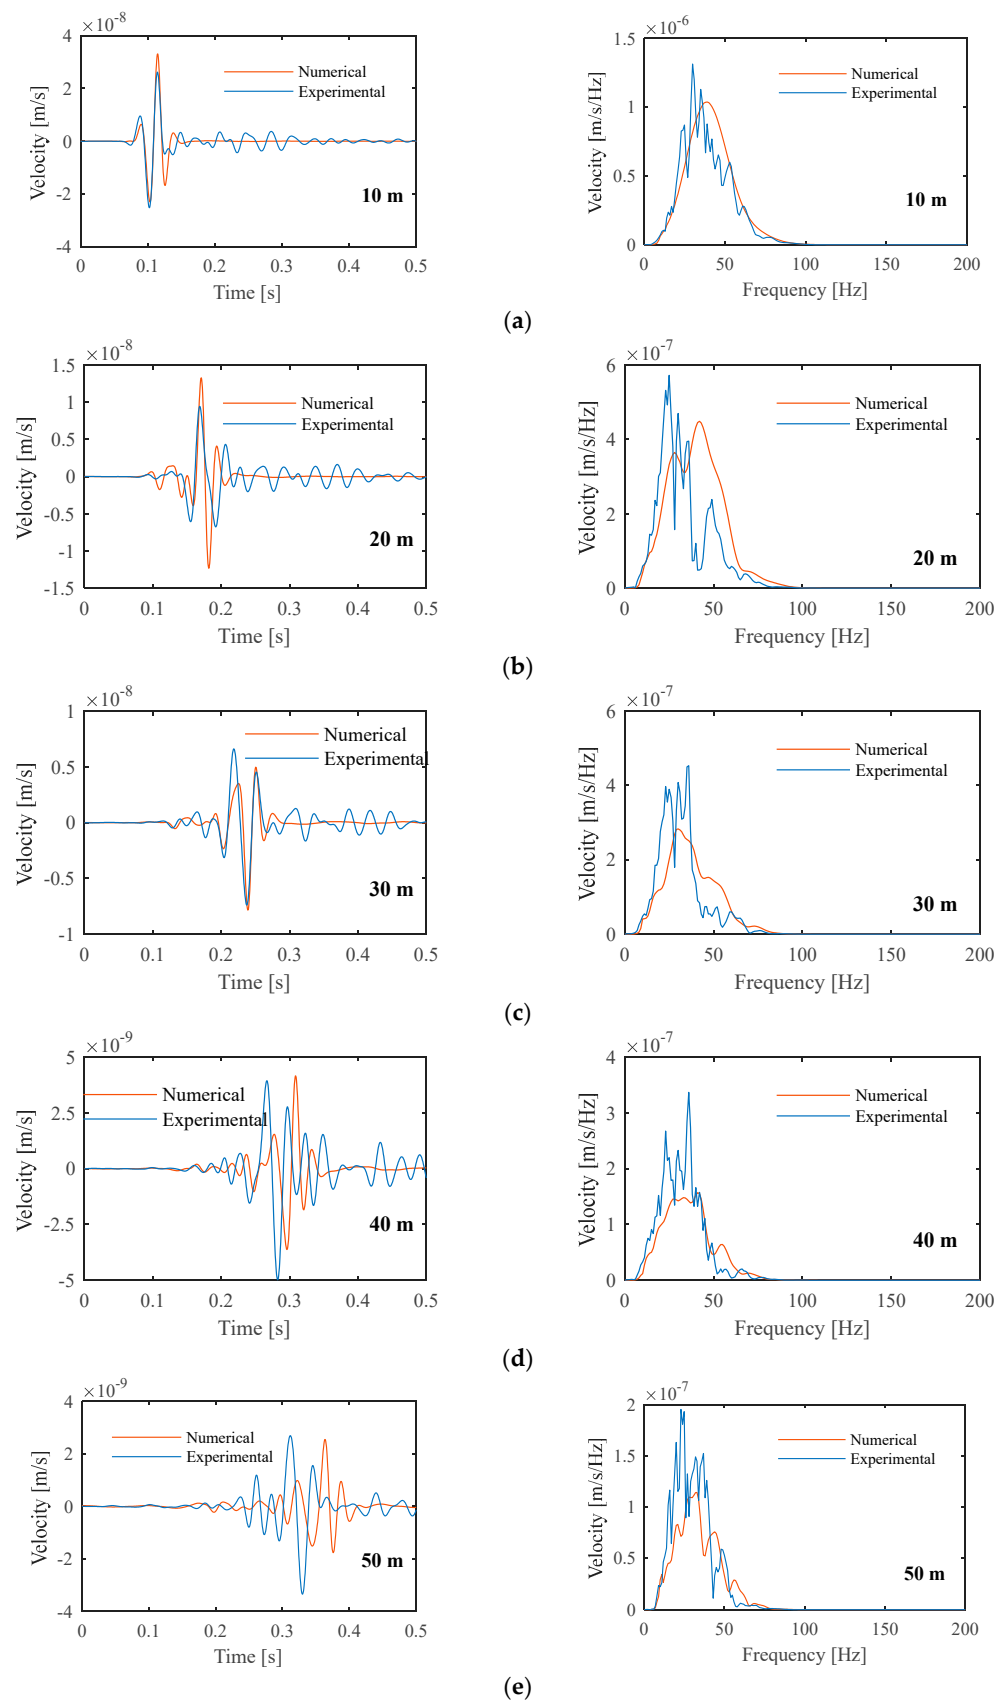 ×10-8
4
2
0
-2
-4
Velocity [m/s]
Numerical
Experimental
10 m
0 0.1 0.2 0.3 0.4 0.5
Time [s]
×10-6
1.5
1
0.5
0
Velocity [m/s/Hz]
Numerical
Experimental
10 m
0 50 100 150 200
Frequency [Hz]
(a)
×10-8
1.5
1
0.5
0
-0.5
-1
-1.5
Velocity [m/s]
Numerical
Experimental
20 m
0 0.1 0.2 0.3 0.4 0.5
Time [s]
×10-7
6
4
2
0
Velocity [m/s/Hz]
Numerical
Experimental
20 m
0 50 100 150 200
Frequency [Hz]
(b)
×10-8
1
0.5
0
-0.5
-1
Velocity [m/s]
Numerical
Experimental
30 m
0 0.1 0.2 0.3 0.4 0.5
Time [s]
×10-7
6
4
2
0
Velocity [m/s/Hz]
Numerical
Experimental
30 m
0 50 100 150 200
Frequency [Hz]
(c)
×10-9
5
2.5
0
-2.5
-5
Velocity [m/s]
Numerical
Experimental
40 m
0 0.1 0.2 0.3 0.4 0.5
Time [s]
×10-7
4
3
2
1
0
Velocity [m/s/Hz]
Numerical
Experimental
40 m
0 50 100 150 200
Frequency [Hz]
(d)
×10-9
4
2
0
-2
-4
Velocity [m/s]
Numerical
Experimental
50 m
0 0.1 0.2 0.3 0.4 0.5
Time [s]
×10-7
2
1.5
1
0.5
0
Velocity [m/s/Hz]
Numerical
Experimental
50 m
0 50 100 150 200
Frequency [Hz]
(e)